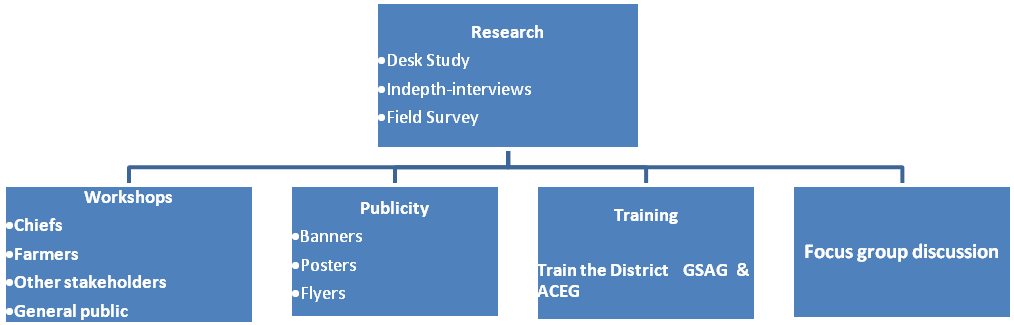 Research
•Desk Study
•Indepth-interviews
•Field Survey
Workshops
•Chiefs
•Farmers
•Other stakeholders
•General public
Publicity
•Banners
•Posters
•Flyers
Training
Train the District GSAG &
ACEG
Focus group discussion